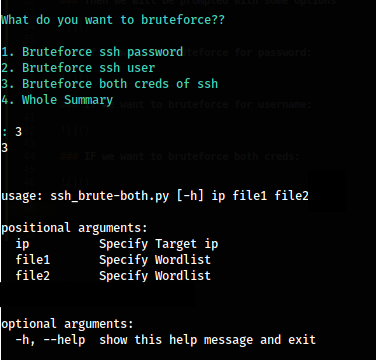 What do you want to bruteforce??
1. Bruteforce ssh password
2. Bruteforce ssh user
3. Bruteforce both creds of ssh
4. Whole Summary
: 3
3
usage: ssh_brute-both.py [-h] ip file1 file2
positional arguments:
ip Specify Target ip
file1 Specify Wordlist
file2 Specify Wordlist
optional arguments:
-h, --help show this help message and exit